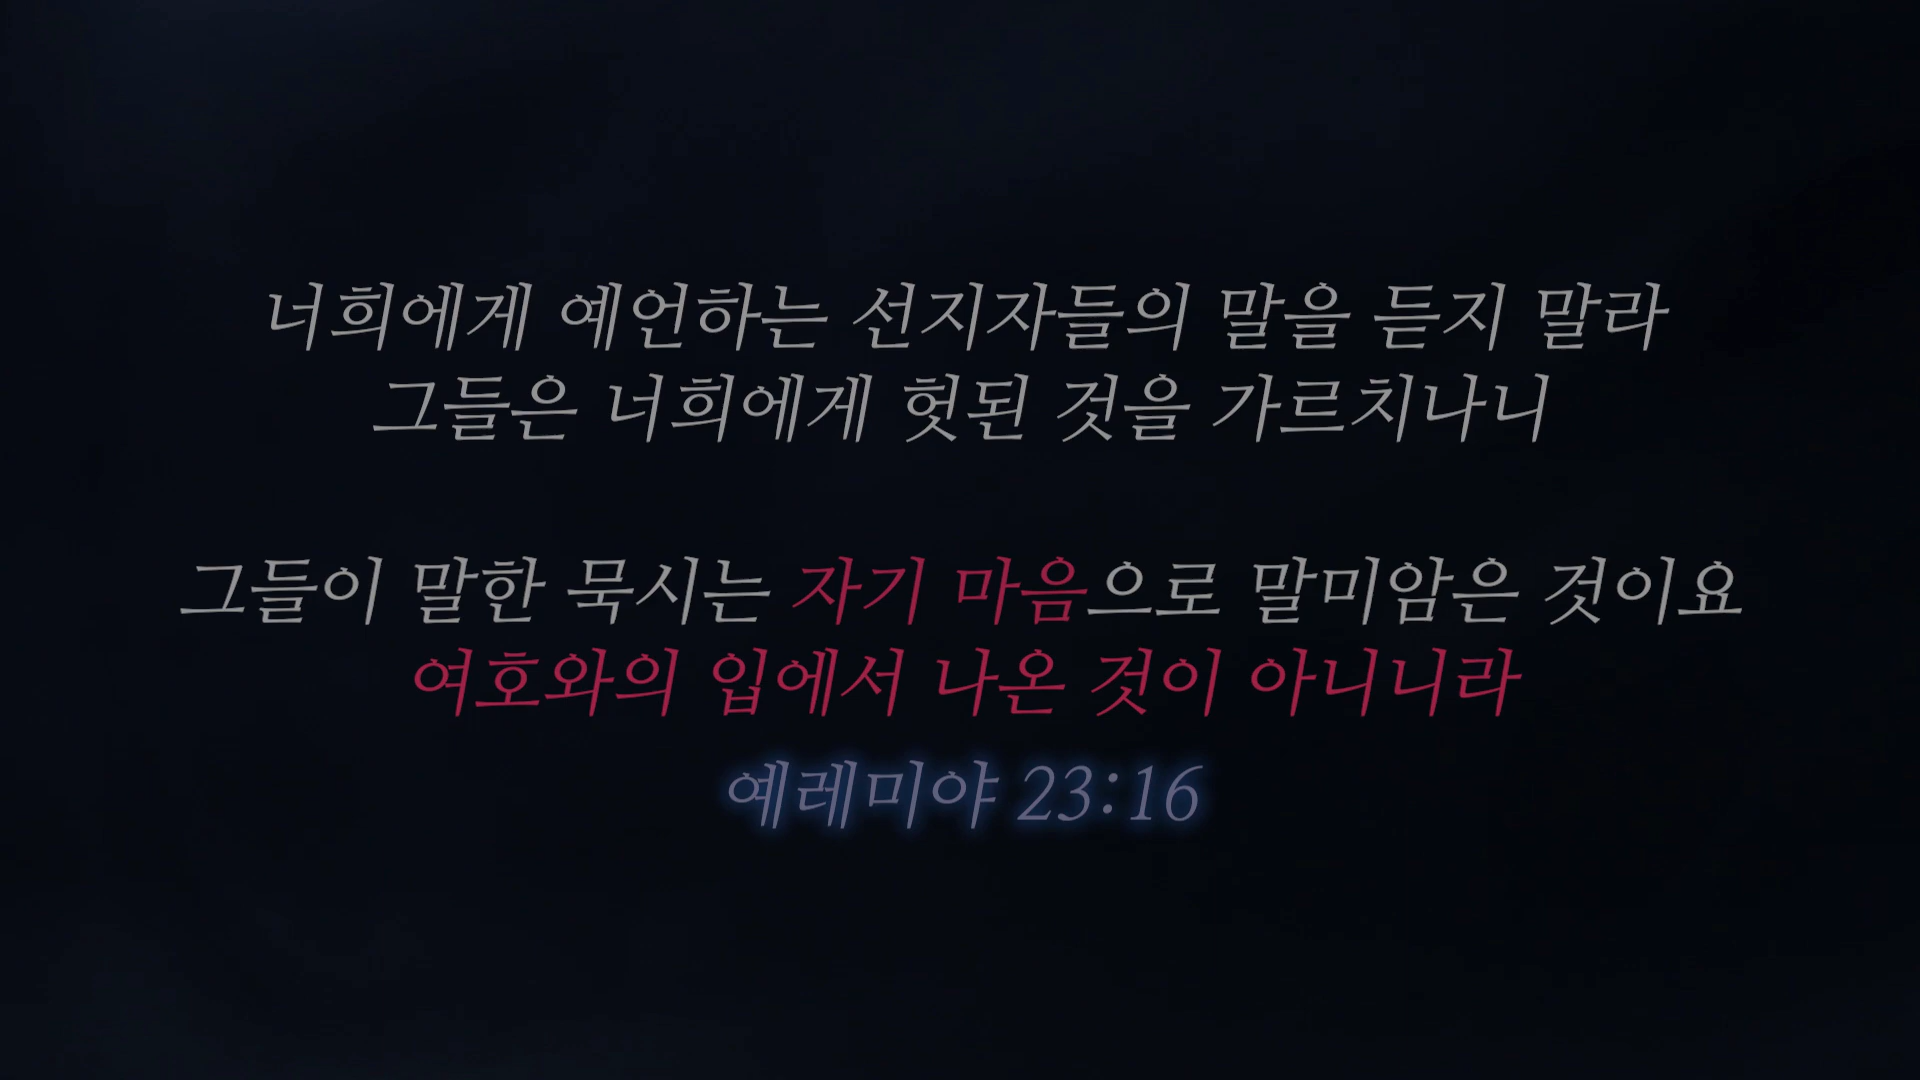 너희에게 예언하는 선지자들의 말을 듣지 말라
그들은 너희에게 헛된 것을 가르치나니
그들이 말한 묵시는 자기 마음으로 말미암은 것이요
여호와의 입에서 나온 것이 아니니라
예레미야 23:16